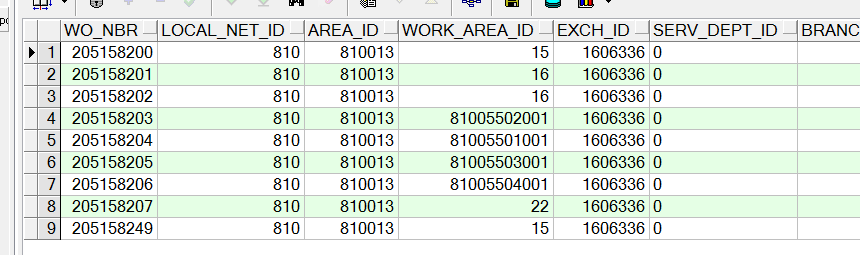 WO_NBR LOCAL_NET_ID AREA_ID WORK_AREA_ID EXCH_ID SERV_DEPT_ID BRANC
1 205158200 810 810013 15 1606336 0
2 205158201 810 810013 16 1606336 0
3 205158202 810 810013 16 1606336 0
4 205158203 810 810013 81005502001 1606336 0
5 205158204 810 810013 81005501001 1606336 0
6 205158205 810 810013 81005503001 1606336 0
7 205158206 810 810013 81005504001 1606336 0
8 205158207 810 810013 22 1606336 0
9 205158249 810 810013 15 1606336 0